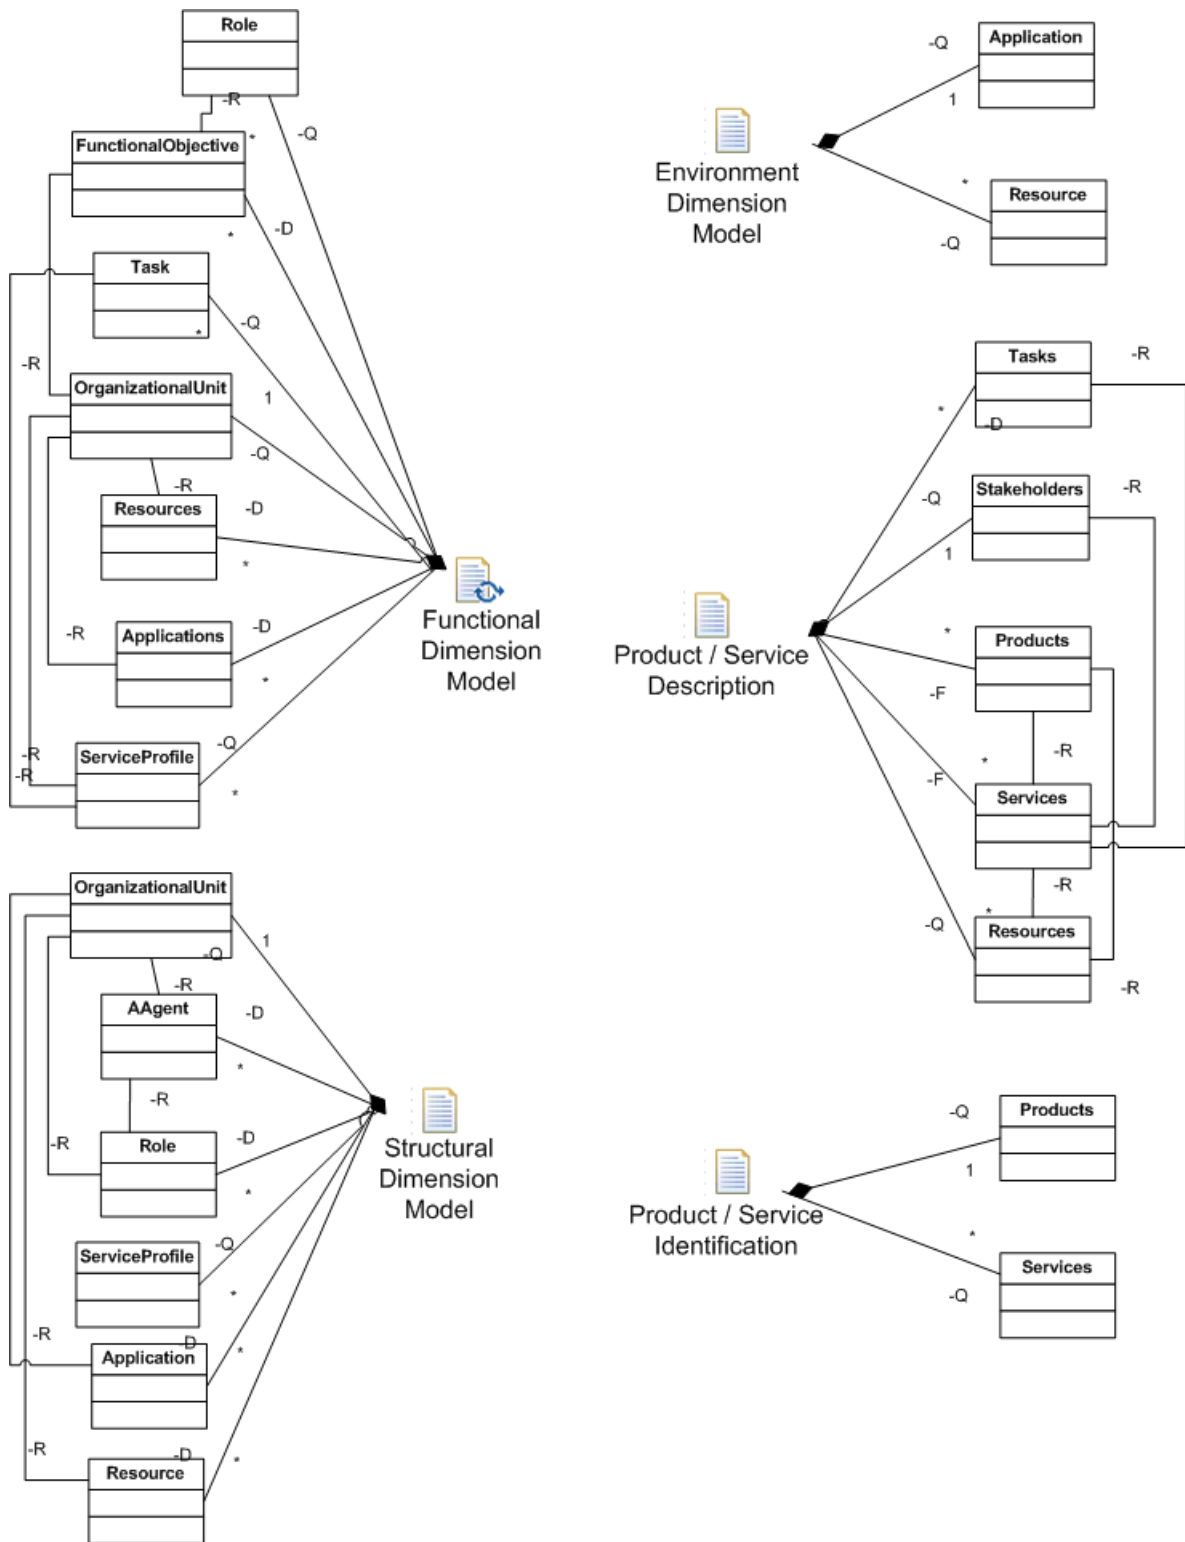 Role
-R
*
-Q
FunctionalObjective
-D
*
Task
*
-Q
-R
1
OrganizationalUnit
-Q
-R
Resources
-D
*
Functional
Dimension
Model
Applications
-R
-D
*
-Q
ServiceProfile
-R
-R
*
OrganizationalUnit
1
-Q
-R
AAgent
-D
*
-R
Role
-R
-D
*
Structural
Dimension
Model
ServiceProfile
-Q
*
-R
Application
-D
*
-R
Resource
-D
*
Application
-Q
1
Environment
Dimension
Model
Resource
*
-Q
Tasks
-R
*
-D
Stakeholders
-Q
-R
1
Product / Service
Description
Products
*
-F
-R
*
-F
Services
-R
*
-Q
Resources
-R
Products
-Q
1
Product / Service
Identification
*
Services
-Q